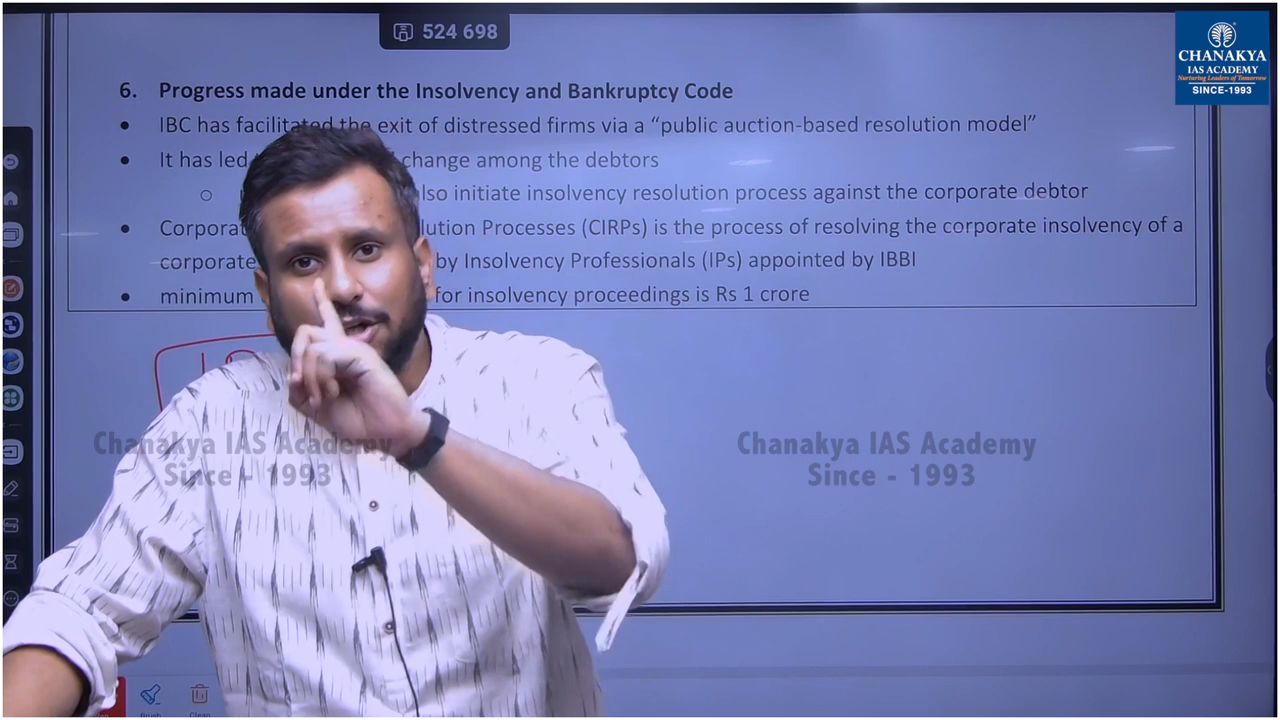 524 698
CHANAKYA
IAS ACADEMY
Nurturing Leaders of Tomorrow
SINCE-1993
6. Progress made under the Insolvency and Bankruptcy Code
• IBC has facilitated the exit of distressed firms via a “public auction-based resolution model”
• It has led change among the debtors
o also initiate insolvency resolution process against the corporate debtor
• Corporate Processes (CIRPs) is the process of resolving the corporate insolvency of a
corporate by Insolvency Professionals (IPs) appointed by IBBI
• minimum for insolvency proceedings is Rs 1 crore
Chanakya IAS Academy
Since - 1993
Chanakya IAS Academy
Since - 1993
Brush
Clean